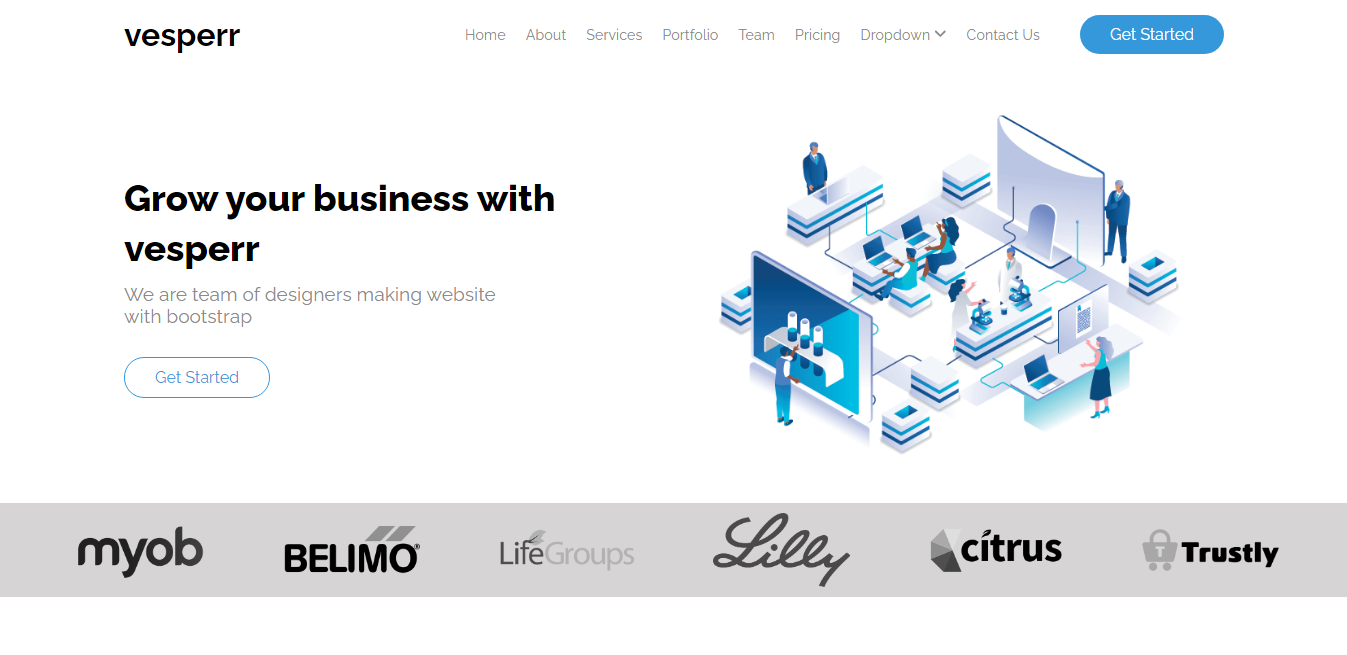 vesperr
Home About Services Portfolio Team Pricing Dropdown Contact Us Get Started
Grow your business with
vesperr
We are team of designers making website
with bootstrap
Get Started
myob BELIMO® LifeGroups Lilly citrus T Trustly